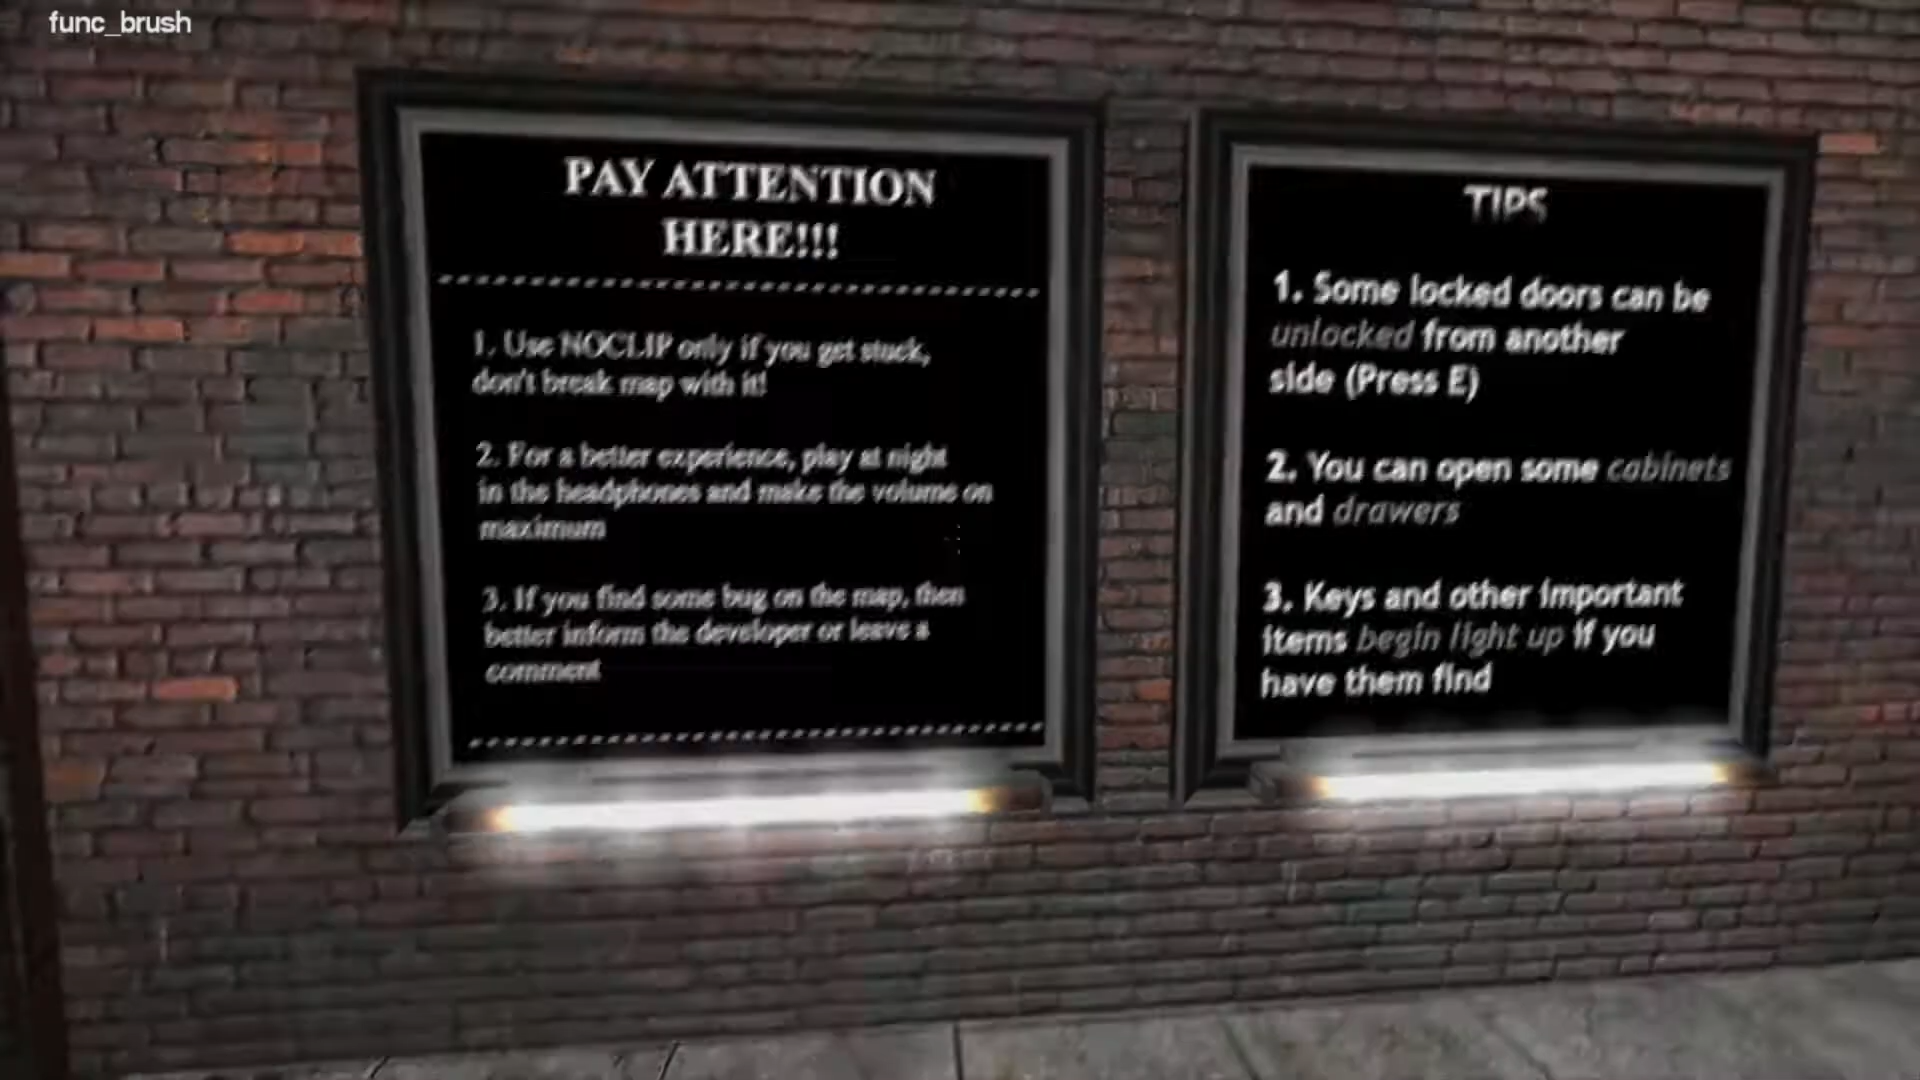 func_brush
PAY ATTENTION
HERE!!!
1. Use NOCLIP only if you get stuck,
don't break map with it!
2. For a better experience, play at night
in the headphones and make the volume on
maximum
3. If you find some bug on the map, then
better inform the developer or leave a
comment
TIPS
1. Some locked doors can be
unlocked from another
side (Press E)
2. You can open some cabinets
and drawers
3. Keys and other important
items begin light up if you
have them find